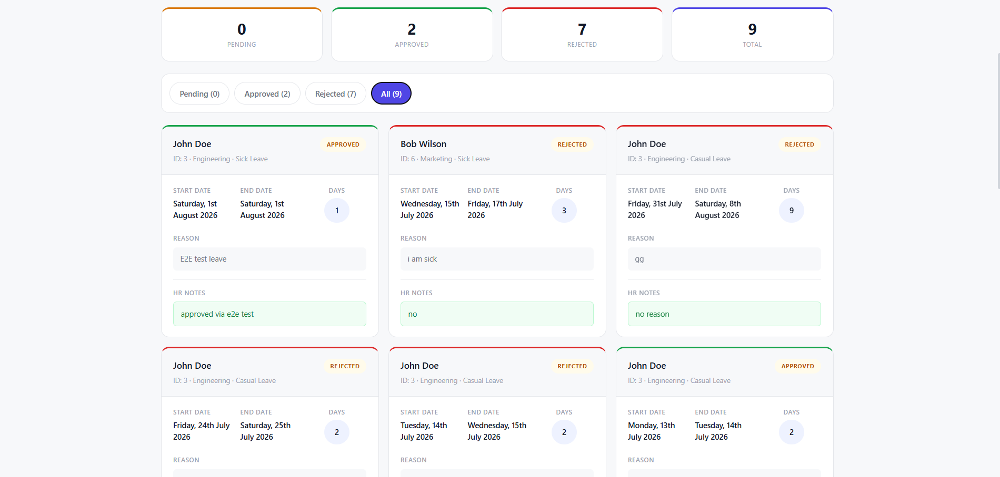 0
PENDING
2
APPROVED
7
REJECTED
9
TOTAL
Pending (0)
Approved (2)
Rejected (7)
All (9)
John Doe
APPROVED
ID: 3 · Engineering · Sick Leave
START DATE
END DATE
DAYS
Saturday, 1st
August 2026
Saturday, 1st
August 2026
1
REASON
E2E test leave
HR NOTES
approved via e2e test
Bob Wilson
REJECTED
ID: 6 · Marketing · Sick Leave
START DATE
END DATE
DAYS
Wednesday, 15th
July 2026
Friday, 17th July
2026
3
REASON
i am sick
HR NOTES
no
John Doe
REJECTED
ID: 3 · Engineering · Casual Leave
START DATE
END DATE
DAYS
Friday, 31st July
2026
Saturday, 8th
August 2026
9
REASON
gg
HR NOTES
no reason
John Doe
REJECTED
ID: 3 · Engineering · Casual Leave
START DATE
END DATE
DAYS
Friday, 24th July
2026
Saturday, 25th
July 2026
2
REASON
John Doe
REJECTED
ID: 3 · Engineering · Casual Leave
START DATE
END DATE
DAYS
Tuesday, 14th
July 2026
Wednesday, 15th
July 2026
2
REASON
John Doe
APPROVED
ID: 3 · Engineering · Casual Leave
START DATE
END DATE
DAYS
Monday, 13th
July 2026
Tuesday, 14th
July 2026
2
REASON